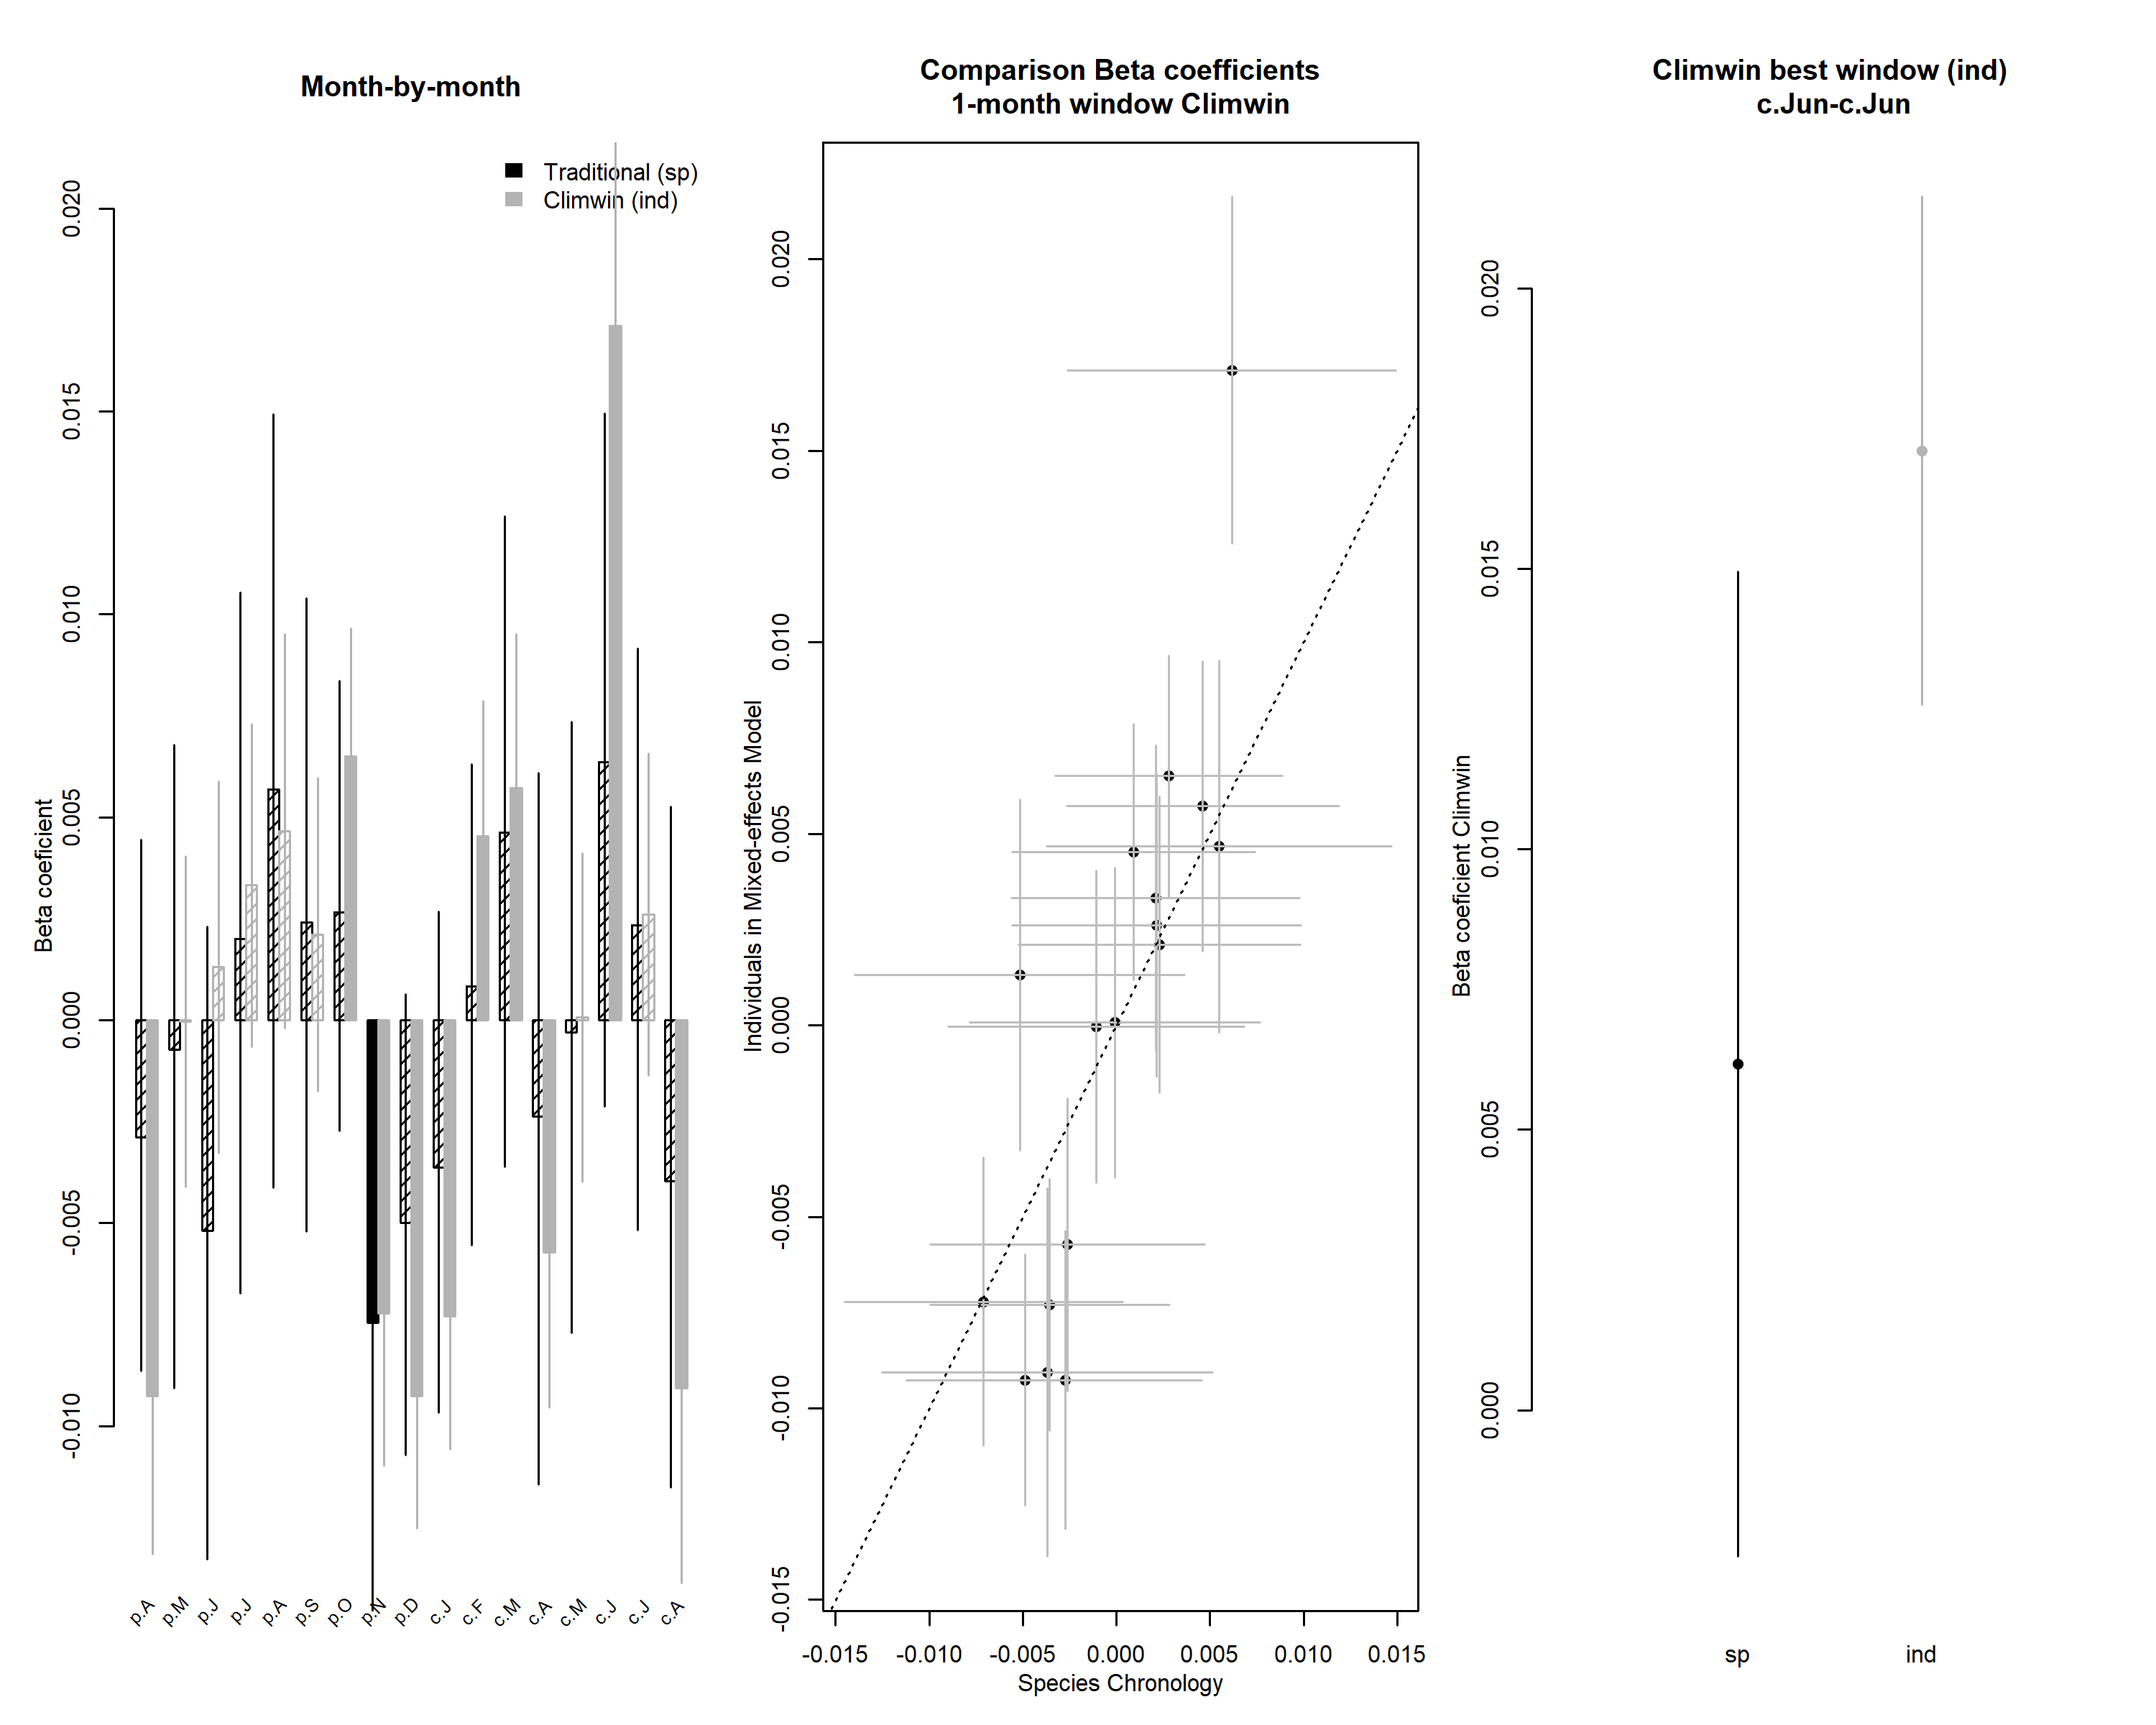 Month-by-month
Traditional (sp)
Climwin (ind)
Beta coeficient
0.020
0.015
0.010
0.005
0.000
-0.005
-0.010
p.A
p.M
p.J
p.J
p.A
p.S
p.O
p.N
p.D
c.J
c.F
c.M
c.A
c.M
c.J
c.J
c.A
Comparison Beta coefficients
1-month window Climwin
Individuals in Mixed-effects Model
0.020
0.015
0.010
0.005
0.000
-0.005
-0.010
-0.015
-0.015 -0.010 -0.005 0.000 0.005 0.010 0.015
Species Chronology
Climwin best window (ind)
c.Jun-c.Jun
Beta coeficient Climwin
0.020
0.015
0.010
0.005
0.000
sp
ind